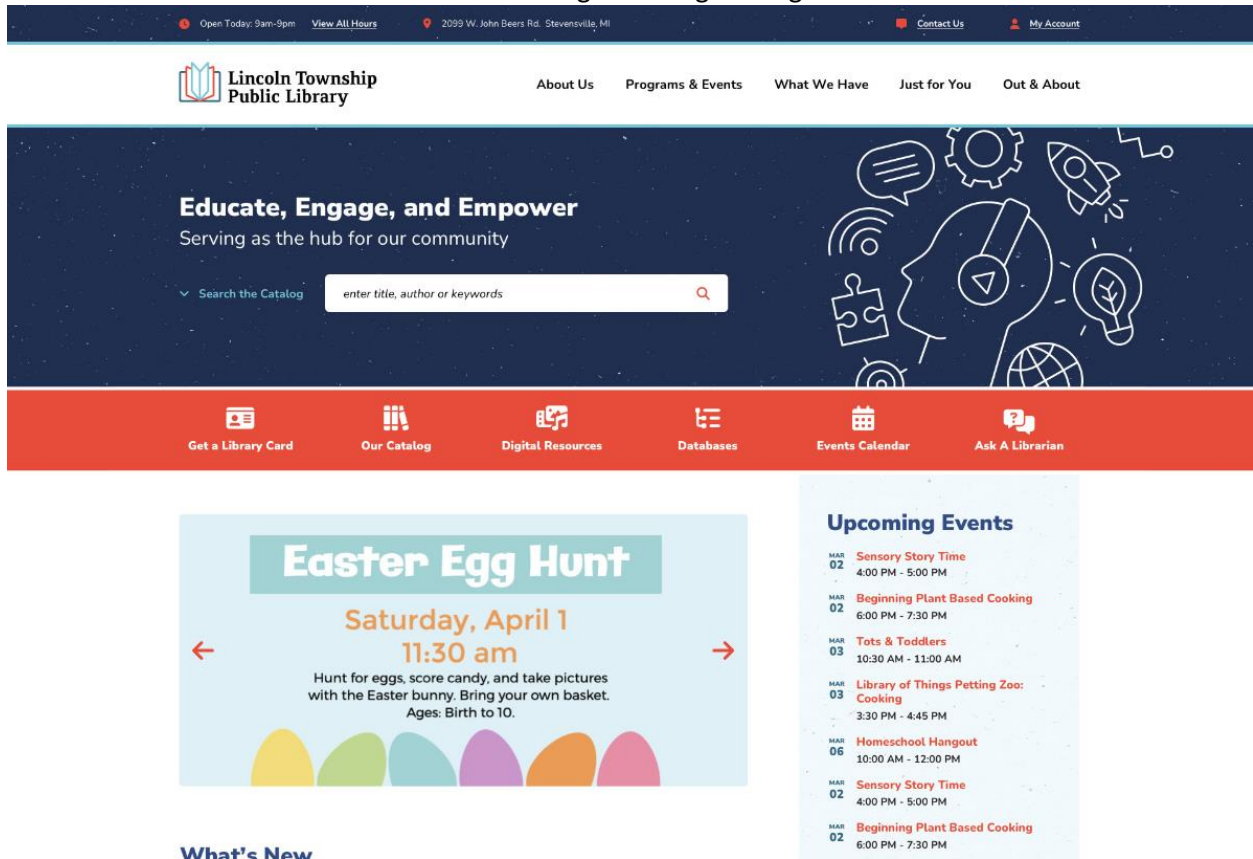 Open Today: 9am-9pm View All Hours 2099 W. John Beers Rd. Stevensville, MI Contact Us My Account
Lincoln Township
Public Library
About Us Programs & Events What We Have Just for You Out & About
Educate, Engage, and Empower
Serving as the hub for our community
Search the Catalog enter title, author or keywords
Get a Library Card Our Catalog Digital Resources Databases Events Calendar Ask A Librarian
Easter Egg Hunt
Saturday, April 1
11:30 am
Hunt for eggs, score candy, and take pictures
with the Easter bunny. Bring your own basket.
Ages: Birth to 10.
What's New
Upcoming Events
MAR
02
Sensory Story Time
4:00 PM - 5:00 PM
MAR
02
Beginning Plant Based Cooking
6:00 PM - 7:30 PM
MAR
03
Tots & Toddlers
10:30 AM - 11:00 AM
MAR
03
Library of Things Petting Zoo:
Cooking
3:30 PM - 4:45 PM
MAR
06
Homeschool Hangout
10:00 AM - 12:00 PM
MAR
02
Sensory Story Time
4:00 PM - 5:00 PM
MAR
02
Beginning Plant Based Cooking
6:00 PM - 7:30 PM